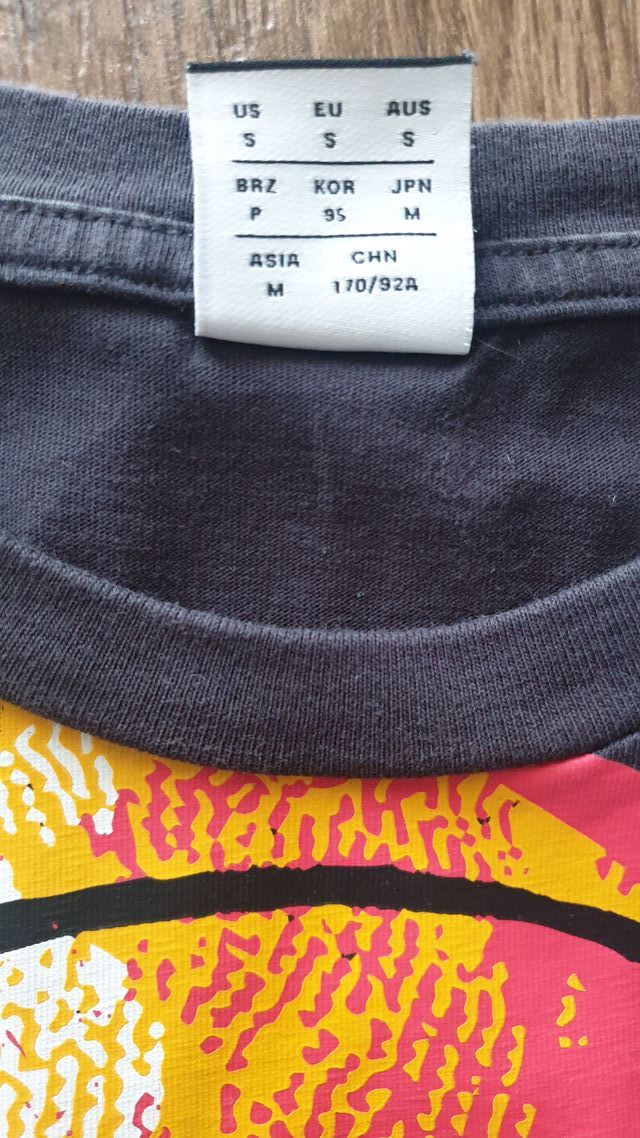 US EU AUS
S S S
BRZ KOR JPN
P 95 M
ASIA CHN
M 170/92A